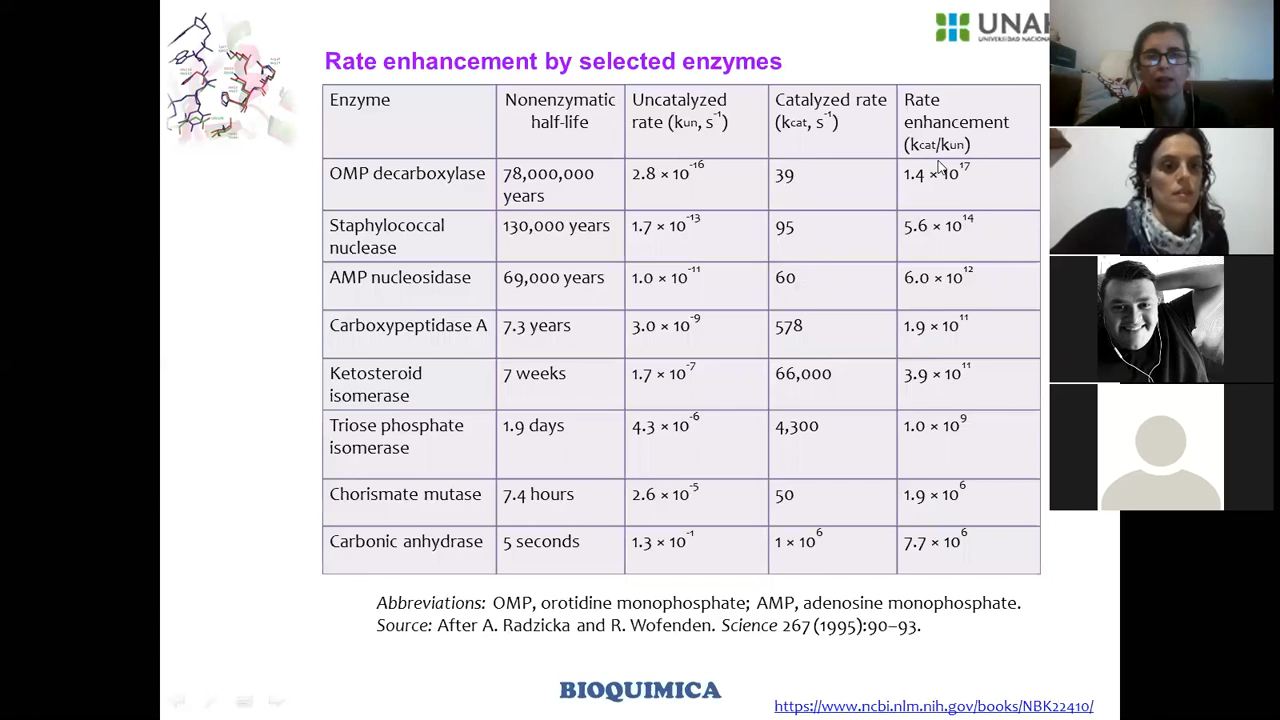 UNAH
UNIVERSIDAD NACIONAL
Rate enhancement by selected enzymes
Enzyme
Nonenzymatic half-life
Uncatalyzed rate (kun, s⁻¹)
Catalyzed rate (kcat, s⁻¹)
Rate enhancement (kcat/kun)
OMP decarboxylase
78,000,000 years
2.8 × 10⁻¹⁶
39
1.4 × 10¹⁷
Staphylococcal nuclease
130,000 years
1.7 × 10⁻¹³
95
5.6 × 10¹⁴
AMP nucleosidase
69,000 years
1.0 × 10⁻¹¹
60
6.0 × 10¹²
Carboxypeptidase A
7.3 years
3.0 × 10⁻⁹
578
1.9 × 10¹¹
Ketosteroid isomerase
7 weeks
1.7 × 10⁻⁷
66,000
3.9 × 10¹¹
Triose phosphate isomerase
1.9 days
4.3 × 10⁻⁶
4,300
1.0 × 10⁹
Chorismate mutase
7.4 hours
2.6 × 10⁻⁵
50
1.9 × 10⁶
Carbonic anhydrase
5 seconds
1.3 × 10⁻¹
1 × 10⁶
7.7 × 10⁶
Abbreviations: OMP, orotidine monophosphate; AMP, adenosine monophosphate.
Source: After A. Radzicka and R. Wofenden. Science 267 (1995):90–93.
BIOQUIMICA
https://www.ncbi.nlm.nih.gov/books/NBK22410/